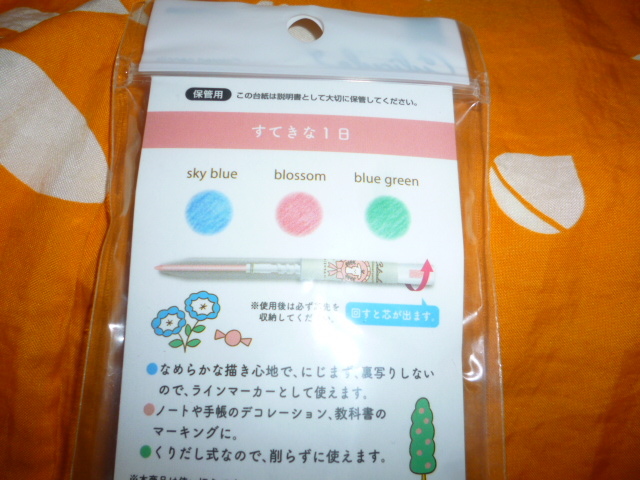 保管用 この台紙は説明書として大切に保管してください。
すてきな1日
sky blue blossom blue green
※使用後は必ず芯先を
収納してください。
回すと芯が出ます。
なめらかな描き心地で、にじまず、裏写りしない
ので、ラインマーカーとして使えます。
ノートや手帳のデコレーション、教科書の
マーキングに。
くりだし式なので、削らずに使えます。